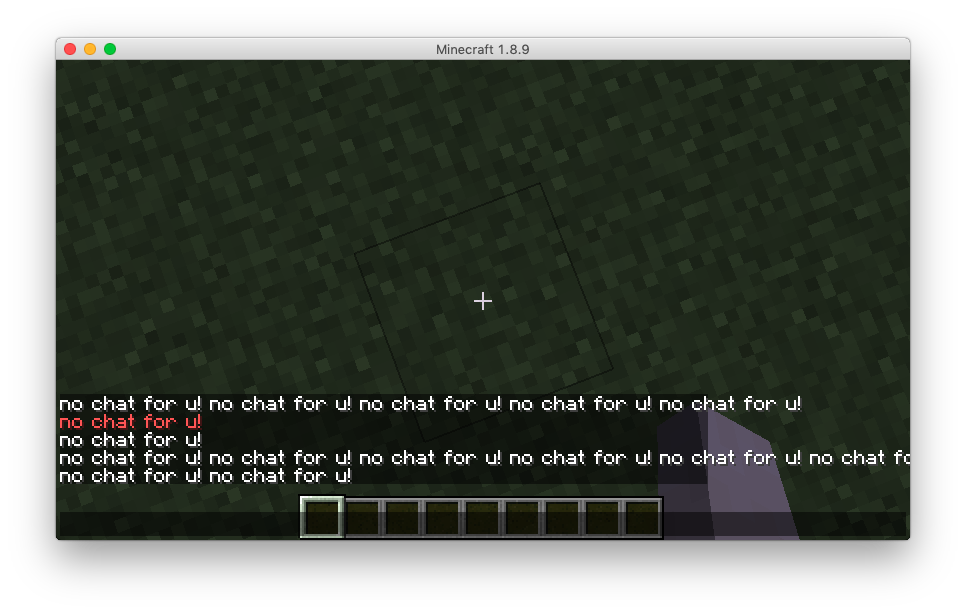 Minecraft 1.8.9
no chat for u! no chat for u! no chat for u! no chat for u! no chat for u!
no chat for u!
no chat for u!
no chat for u! no chat for u! no chat for u! no chat for u! no chat for u! no chat fo
no chat for u! no chat for u!